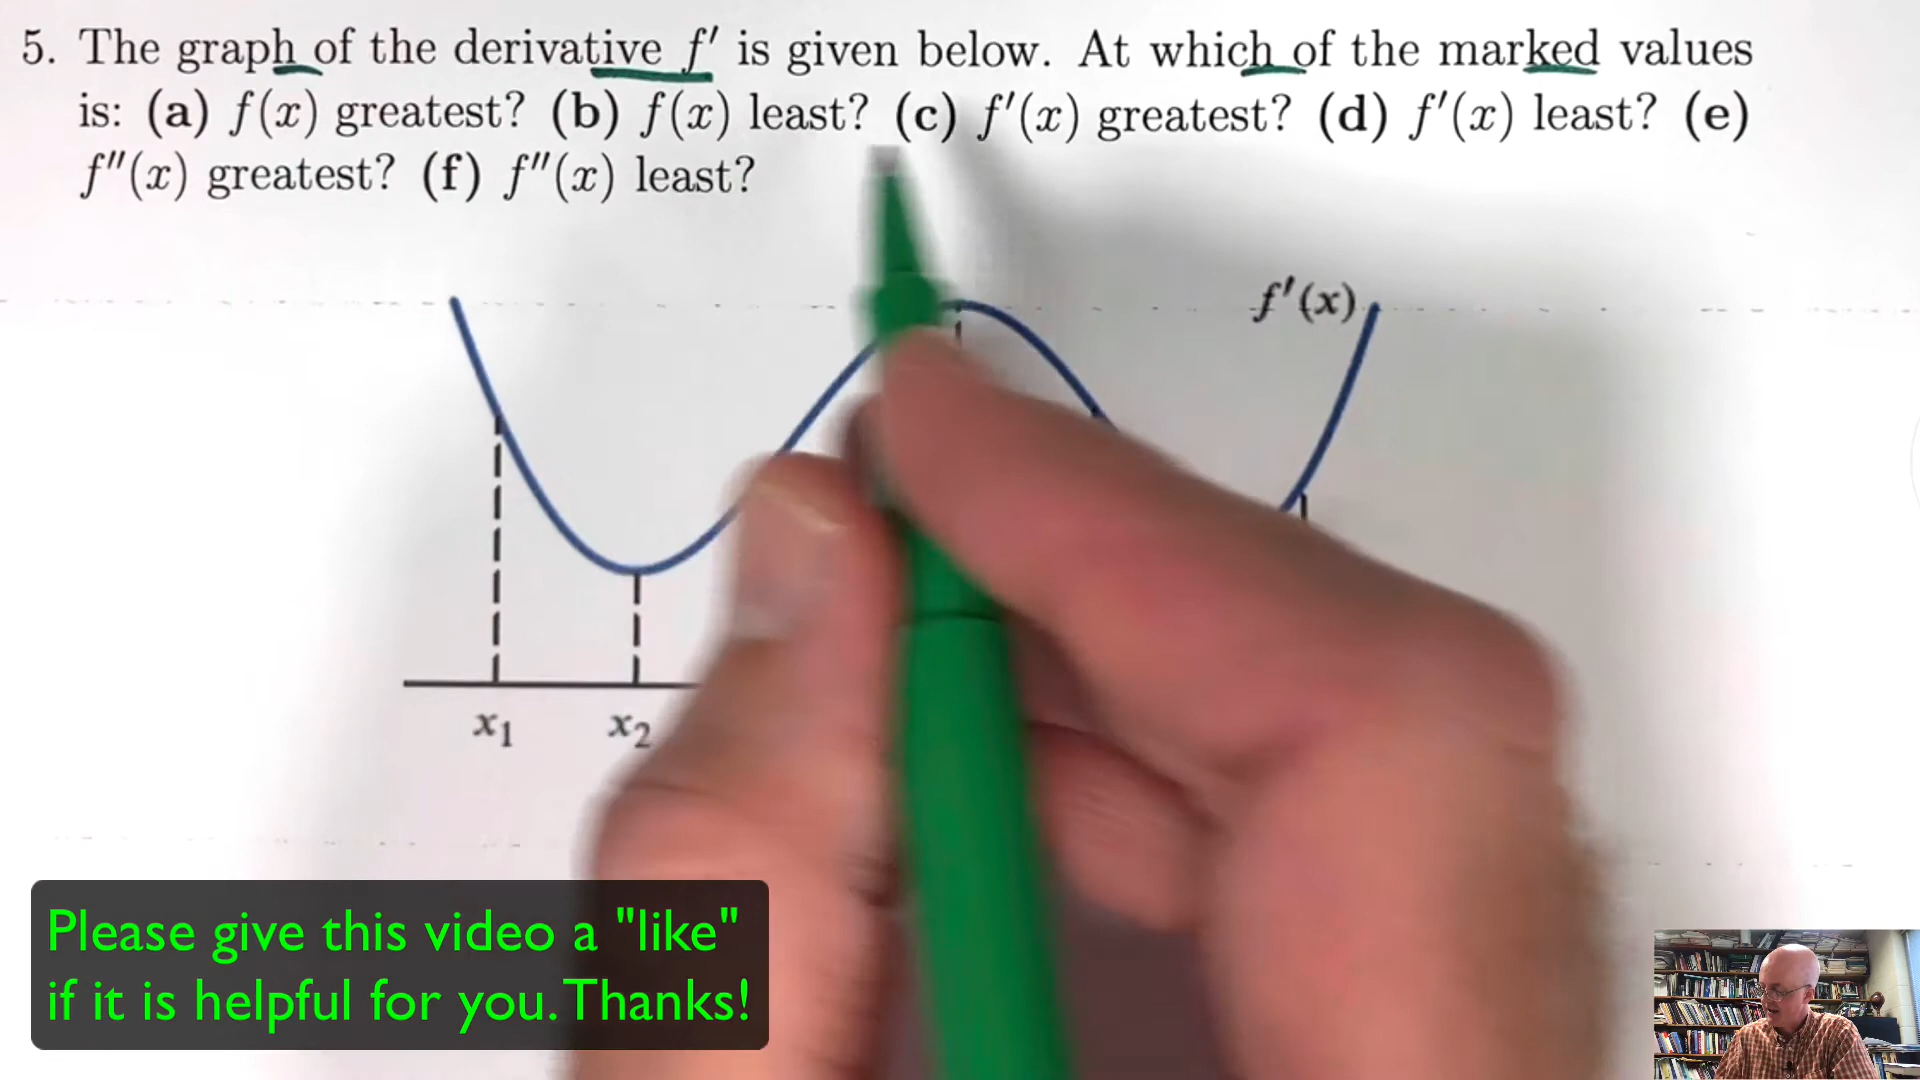 5. The graph of the derivative f′ is given below. At which of the marked values
is: (a) f(x) greatest? (b) f(x) least? (c) f′(x) greatest? (d) f′(x) least? (e)
f″(x) greatest? (f) f″(x) least?
f′(x)
x₁ x₂
Please give this video a "like"
if it is helpful for you. Thanks!